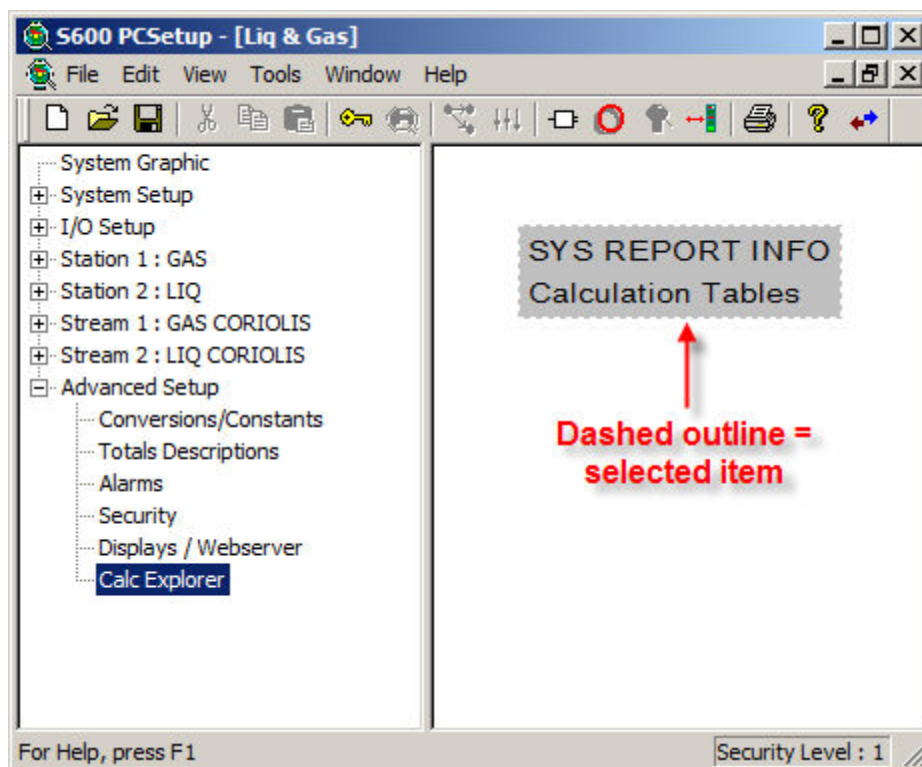 S600 PCSetup - [Liq & Gas]
File Edit View Tools Window Help
System Graphic
System Setup
I/O Setup
Station 1 : GAS
Station 2 : LIQ
Stream 1 : GAS CORIOLIS
Stream 2 : LIQ CORIOLIS
Advanced Setup
Conversions/Constants
Totals Descriptions
Alarms
Security
Displays / Webserver
Calc Explorer
SYS REPORT INFO
Calculation Tables
Dashed outline =
selected item
For Help, press F1
Security Level : 1